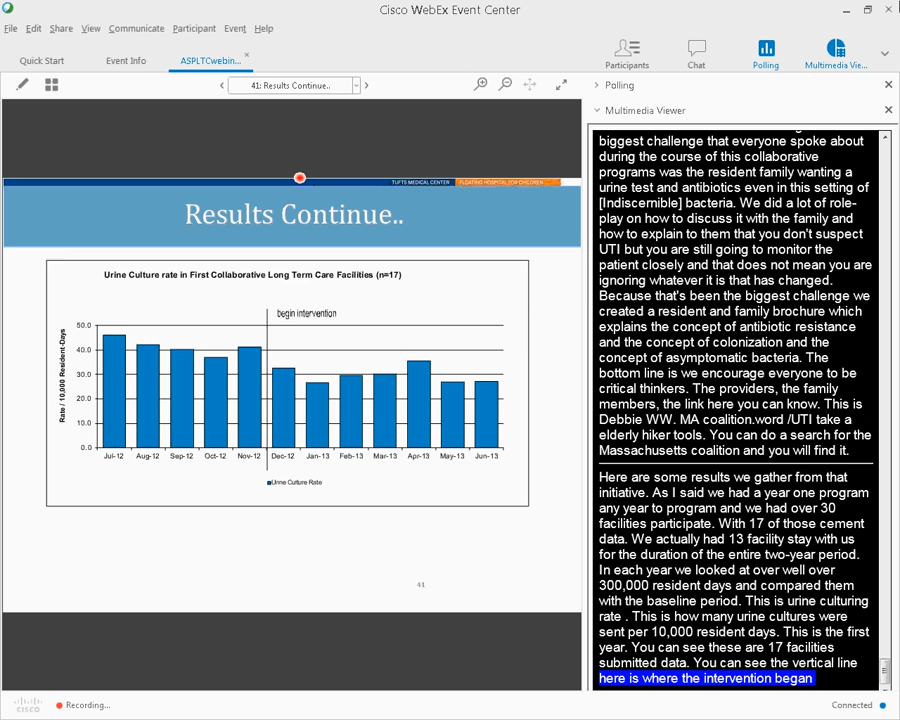 Cisco WebEx Event Center
File Edit Share View Communicate Participant Event Help
Quick Start Event Info ASPLTCwebin... Participants Chat Polling Multimedia Vie...
41: Results Continue..
Polling
Multimedia Viewer
TUFTS MEDICAL CENTER FLOATING HOSPITAL FOR CHILDREN
Results Continue..
Urine Culture rate in First Collaborative Long Term Care Facilities (n=17)
begin intervention
Rate / 10,000 Resident-Days
50.0
40.0
30.0
20.0
10.0
0.0
Jul-12 Aug-12 Sep-12 Oct-12 Nov-12 Dec-12 Jan-13 Feb-13 Mar-13 Apr-13 May-13 Jun-13
Urine Culture Rate
41
biggest challenge that everyone spoke about
during the course of this collaborative
programs was the resident family wanting a
urine test and antibiotics even in this setting of
[Indiscernible] bacteria. We did a lot of role-
play on how to discuss it with the family and
how to explain to them that you don't suspect
UTI but you are still going to monitor the
patient closely and that does not mean you are
ignoring whatever it is that has changed.
Because that's been the biggest challenge we
created a resident and family brochure which
explains the concept of antibiotic resistance
and the concept of colonization and the
concept of asymptomatic bacteria. The
bottom line is we encourage everyone to be
critical thinkers. The providers, the family
members, the link here you can know. This is
Debbie WW. MA coalition.word /UTI take a
elderly hiker tools. You can do a search for the
Massachusetts coalition and you will find it.
Here are some results we gather from that
initiative. As I said we had a year one program
any year to program and we had over 30
facilities participate. With 17 of those cement
data. We actually had 13 facility stay with us
for the duration of the entire two-year period.
In each year we looked at over well over
300,000 resident days and compared them
with the baseline period. This is urine culturing
rate . This is how many urine cultures were
sent per 10,000 resident days. This is the first
year. You can see these are 17 facilities
submitted data. You can see the vertical line
here is where the intervention began
cisco
Recording...
Connected